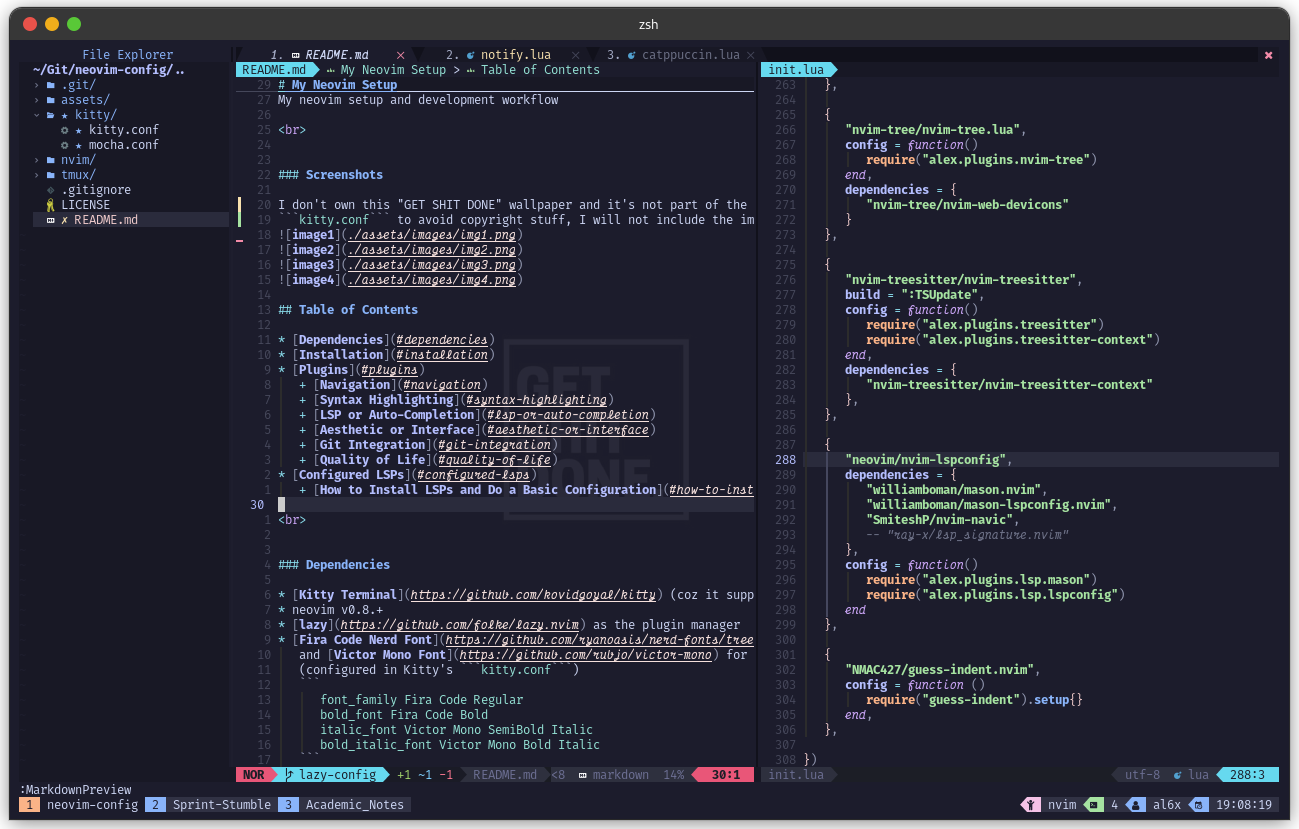 zsh
File Explorer
~/Git/neovim-config/..
.git/
assets/
kitty/
kitty.conf
mocha.conf
nvim/
tmux/
.gitignore
LICENSE
README.md
1. README.md
2. notify.lua
3. catppuccin.lua
README.md My Neovim Setup > Table of Contents
29 # My Neovim Setup
27 My neovim setup and development workflow
26
25 <br>
24
23
22 ### Screenshots
21
20 I don't own this "GET SHIT DONE" wallpaper and it's not part of the
19 ```kitty.conf``` to avoid copyright stuff, I will not include the im
18 ![image1](./assets/images/img1.png)
17 ![image2](./assets/images/img2.png)
16 ![image3](./assets/images/img3.png)
15 ![image4](./assets/images/img4.png)
14
13 ## Table of Contents
12
11 * [Dependencies](#dependencies)
10 * [Installation](#installation)
9 * [Plugins](#plugins)
8 + [Navigation](#navigation)
7 + [Syntax Highlighting](#syntax-highlighting)
6 + [LSP or Auto-Completion](#lsp-or-auto-completion)
5 + [Aesthetic or Interface](#aesthetic-or-interface)
4 + [Git Integration](#git-integration)
3 + [Quality of Life](#quality-of-life)
2 * [Configured LSPs](#configured-lsps)
1 + [How to Install LSPs and Do a Basic Configuration](#how-to-inst
30
1 <br>
2
3
4 ### Dependencies
5
6 * [Kitty Terminal](https://github.com/kovidgoyal/kitty) (coz it supp
7 * neovim v0.8.+
8 * [lazy](https://github.com/folke/lazy.nvim) as the plugin manager
9 * [Fira Code Nerd Font](https://github.com/ryanoasis/nerd-fonts/tree
10 and [Victor Mono Font](https://github.com/rubjo/victor-mono) for
11 (configured in Kitty's ```kitty.conf```)
12 ```
13 font_family Fira Code Regular
14 bold_font Fira Code Bold
15 italic_font Victor Mono SemiBold Italic
16 bold_italic_font Victor Mono Bold Italic
17 ```
GET
SHIT
DONE
NOR lazy-config +1 ~1 -1 README.md <8 markdown 14% 30:1
init.lua
263 },
264
265 {
266 "nvim-tree/nvim-tree.lua",
267 config = function()
268 require("alex.plugins.nvim-tree")
269 end,
270 dependencies = {
271 "nvim-tree/nvim-web-devicons"
272 }
273 },
274
275 {
276 "nvim-treesitter/nvim-treesitter",
277 build = ":TSUpdate",
278 config = function()
279 require("alex.plugins.treesitter")
280 require("alex.plugins.treesitter-context")
281 end,
282 dependencies = {
283 "nvim-treesitter/nvim-treesitter-context"
284 },
285 },
286
287 {
288 "neovim/nvim-lspconfig",
289 dependencies = {
290 "williamboman/mason.nvim",
291 "williamboman/mason-lspconfig.nvim",
292 "SmiteshP/nvim-navic",
293 -- "ray-x/lsp_signature.nvim"
294 },
295 config = function()
296 require("alex.plugins.lsp.mason")
297 require("alex.plugins.lsp.lspconfig")
298 end
299 },
300
301 {
302 "NMAC427/guess-indent.nvim",
303 config = function ()
304 require("guess-indent").setup{}
305 end,
306 },
307
308 })
init.lua utf-8 lua 288:3
:MarkdownPreview
1 neovim-config 2 Sprint-Stumble 3 Academic_Notes
nvim 4 al6x 19:08:19